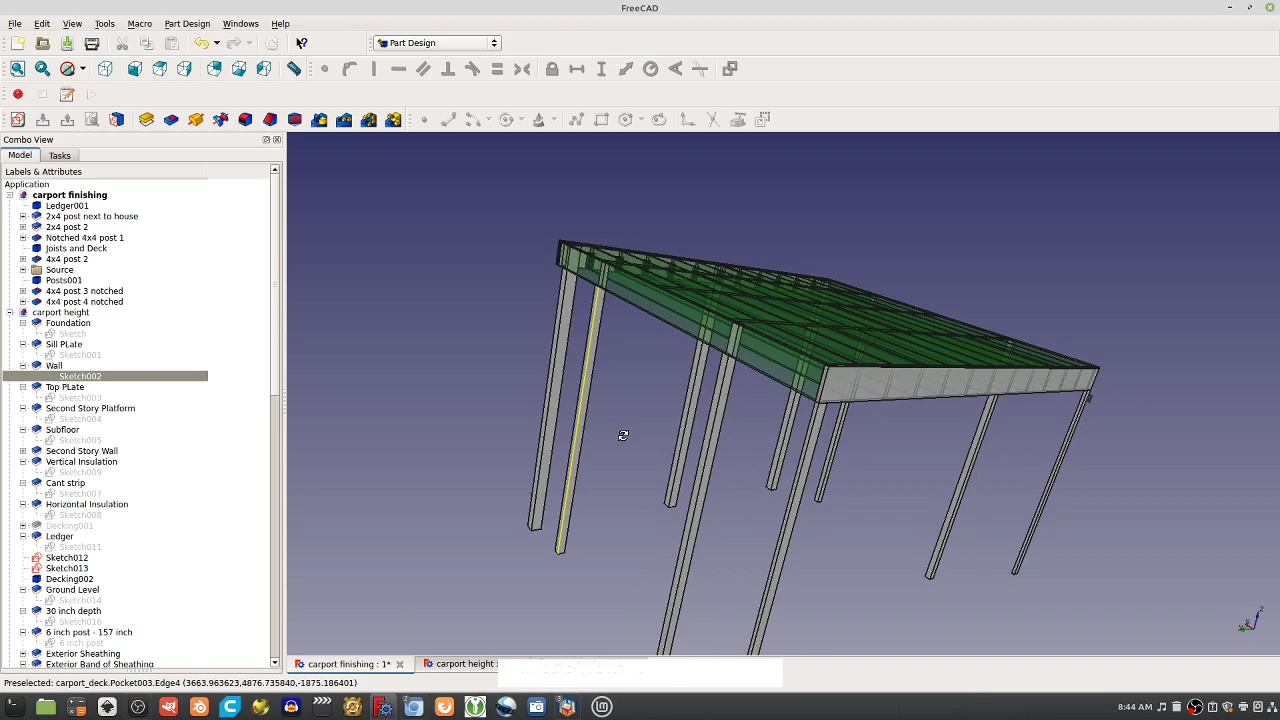 FreeCAD
File Edit View Tools Macro Part Design Windows Help
Part Design
Combo View
Model Tasks
Labels & Attributes
Application
carport finishing
Ledger001
2x4 post next to house
2x4 post 2
Notched 4x4 post 1
Joists and Deck
4x4 post 2
Source
Posts001
4x4 post 3 notched
4x4 post 4 notched
carport height
Foundation
Sketch
Sill PLate
Sketch001
Wall
Sketch002
Top PLate
Sketch003
Second Story Platform
Sketch004
Subfloor
Sketch005
Second Story Wall
Vertical Insulation
Sketch009
Cant strip
Sketch007
Horizontal Insulation
Sketch008
Decking001
Ledger
Sketch011
Sketch012
Sketch013
Decking002
Ground Level
Sketch014
30 inch depth
Sketch016
6 inch post - 157 inch
6 inch post
Exterior Sheathing
Exterior Band of Sheathing
carport finishing : 1* carport height :
Preselected: carport_deck.Pocket003.Edge4 (3663.963623,4876.735840,-1875.186401)
8:44 AM